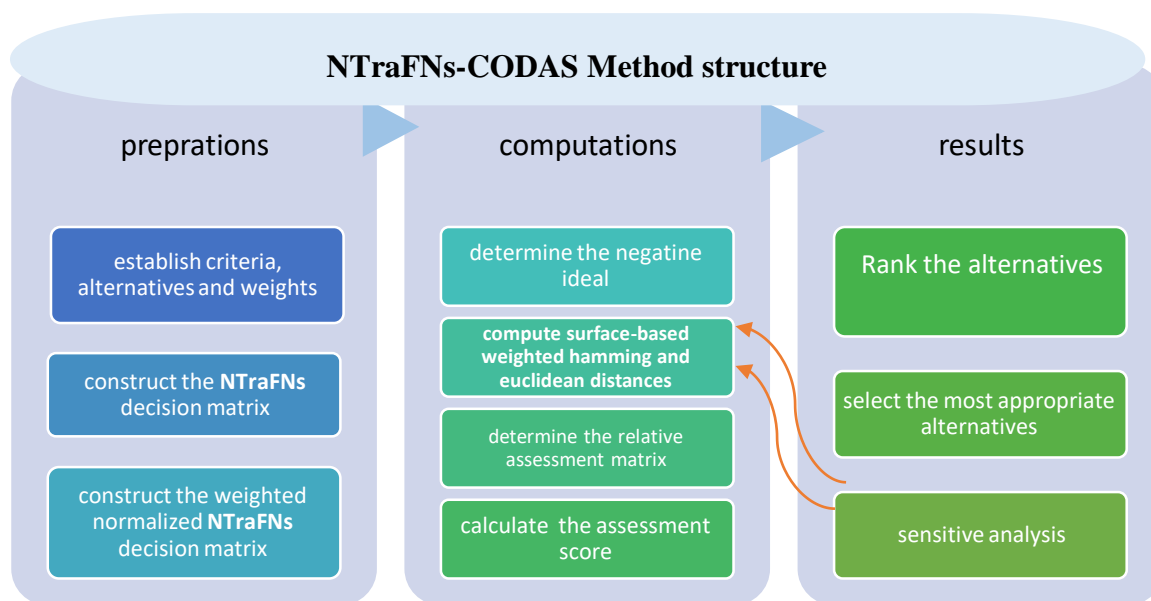 NTraFNs-CODAS Method structure
preprations
establish criteria,
alternatives and weights
construct the NTraFNs
decision matrix
construct the weighted
normalized NTraFNs
decision matrix
computations
determine the negatine
ideal
compute surface-based
weighted hamming and
euclidean distances
determine the relative
assessment matrix
calculate the assessment
score
results
Rank the alternatives
select the most appropriate
alternatives
sensitive analysis